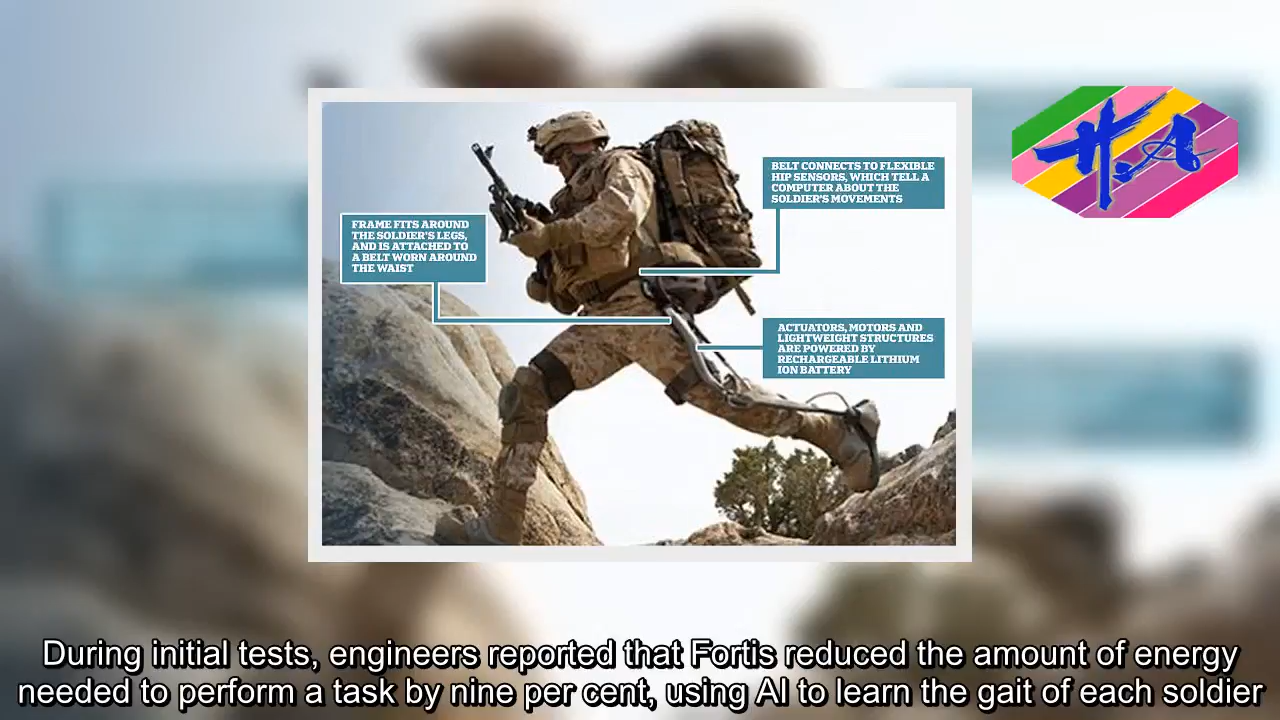 BELT CONNECTS TO FLEXIBLE
HIP SENSORS, WHICH TELL A
COMPUTER ABOUT THE
SOLDIER'S MOVEMENTS
FRAME FITS AROUND
THE SOLDIER'S LEGS,
AND IS ATTACHED TO
A BELT WORN AROUND
THE WAIST
ACTUATORS, MOTORS AND
LIGHTWEIGHT STRUCTURES
ARE POWERED BY
RECHARGEABLE LITHIUM
ION BATTERY
H.A
During initial tests, engineers reported that Fortis reduced the amount of energy
needed to perform a task by nine per cent, using AI to learn the gait of each soldier